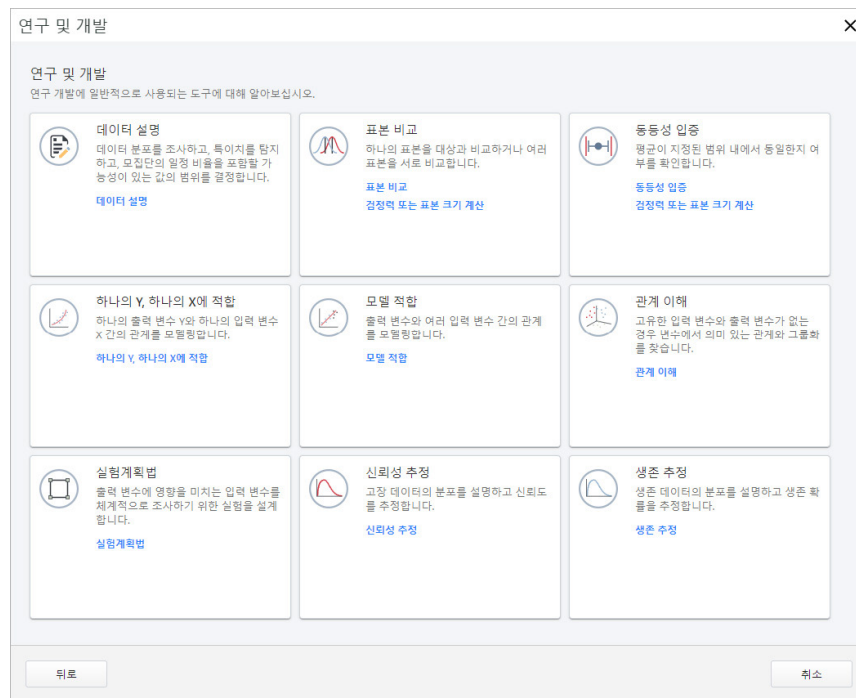 연구 및 개발
연구 및 개발
연구 개발에 일반적으로 사용되는 도구에 대해 알아보십시오.
데이터 설명
데이터 분포를 조사하고, 특이치를 탐지
하고, 모집단의 일정 비율을 포함할 가
능성이 있는 값의 범위를 결정합니다.
데이터 설명
표본 비교
하나의 표본을 대상과 비교하거나 여러
표본을 서로 비교합니다.
표본 비교
검정력 또는 표본 크기 계산
동등성 입증
평균이 지정된 범위 내에서 동일한지 여
부를 확인합니다.
동등성 입증
검정력 또는 표본 크기 계산
하나의 Y, 하나의 X에 적합
하나의 출력 변수 Y와 하나의 입력 변수
X 간의 관계를 모델링합니다.
하나의 Y, 하나의 X에 적합
모델 적합
출력 변수와 여러 입력 변수 간의 관계
를 모델링합니다.
모델 적합
관계 이해
고유한 입력 변수와 출력 변수가 없는
경우 변수에서 의미 있는 관계와 그룹화
를 찾습니다.
관계 이해
실험계획법
출력 변수에 영향을 미치는 입력 변수를
체계적으로 조사하기 위한 실험을 설계
합니다.
실험계획법
신뢰성 추정
고장 데이터의 분포를 설명하고 신뢰도
를 추정합니다.
신뢰성 추정
생존 추정
생존 데이터의 분포를 설명하고 생존 확
률을 추정합니다.
생존 추정
뒤로
취소